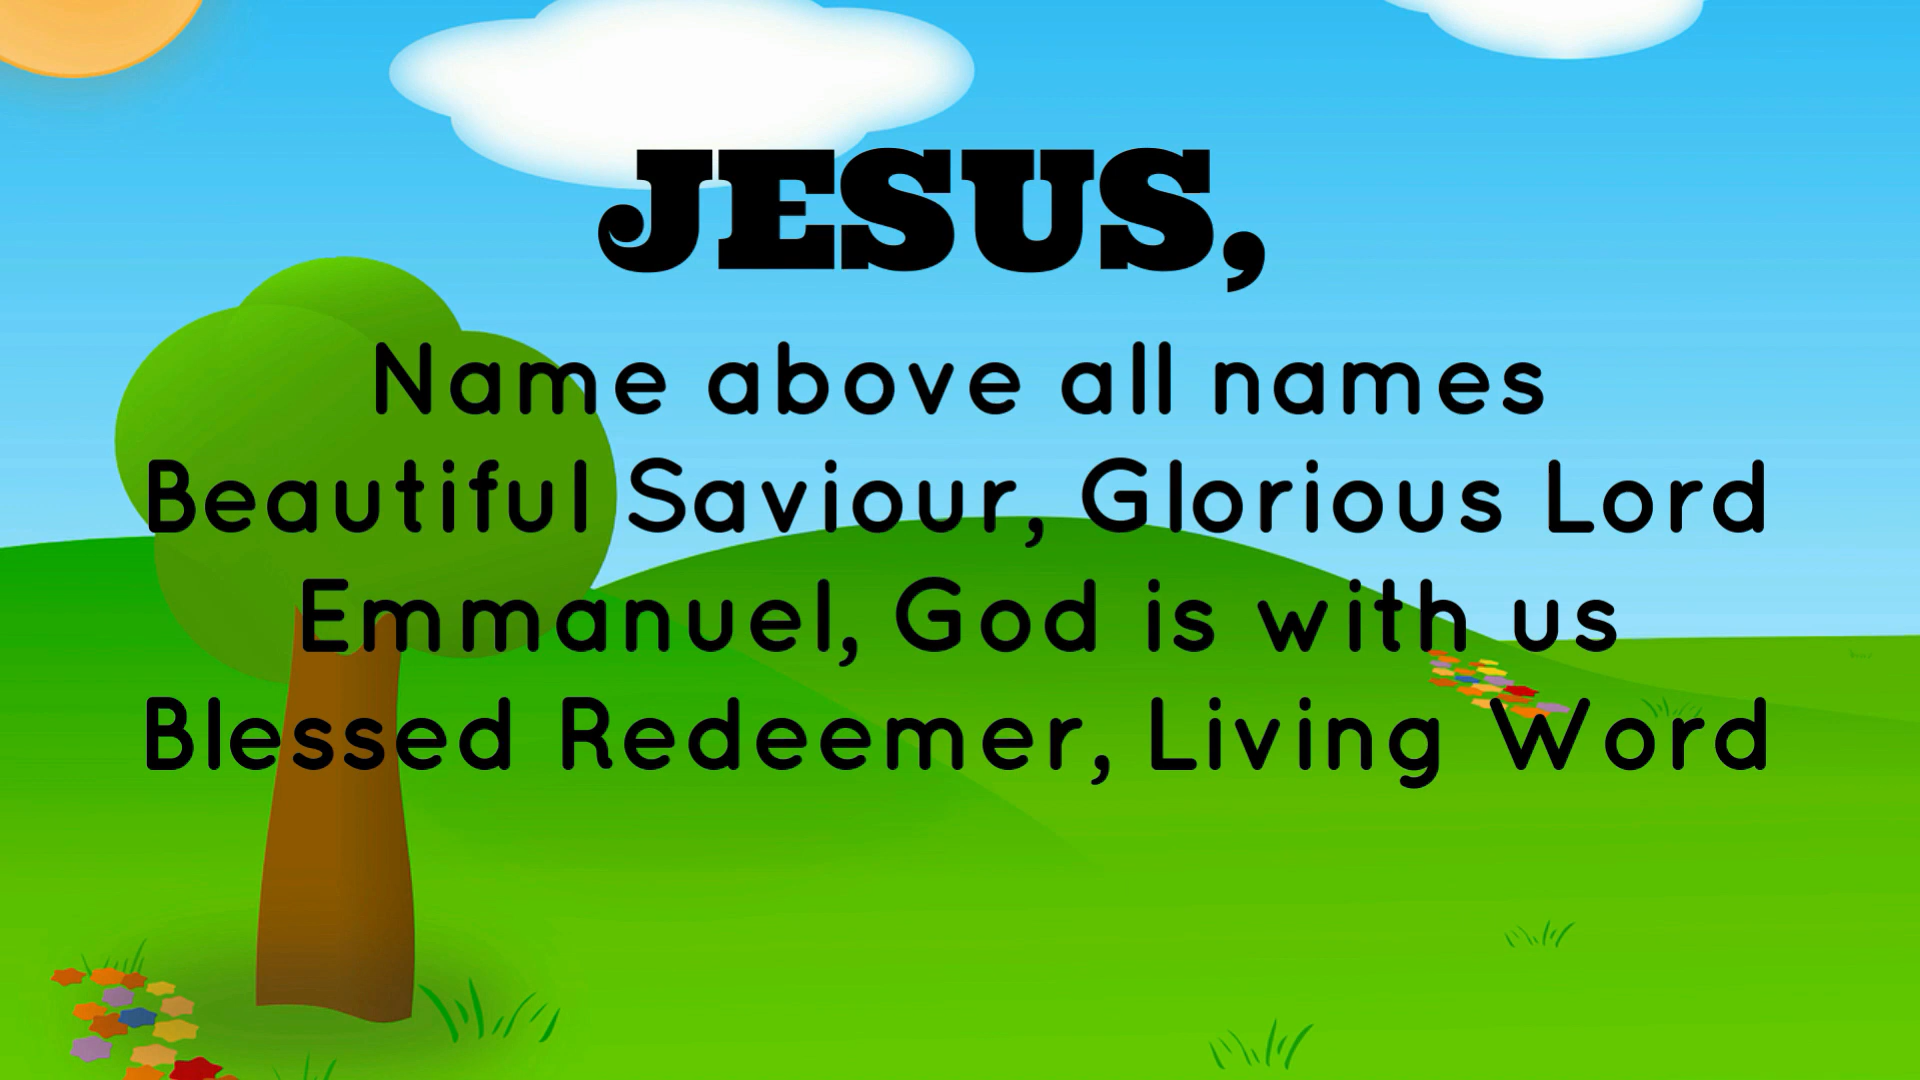 JESUS,
Name above all names
Beautiful Saviour, Glorious Lord
Emmanuel, God is with us
Blessed Redeemer, Living Word